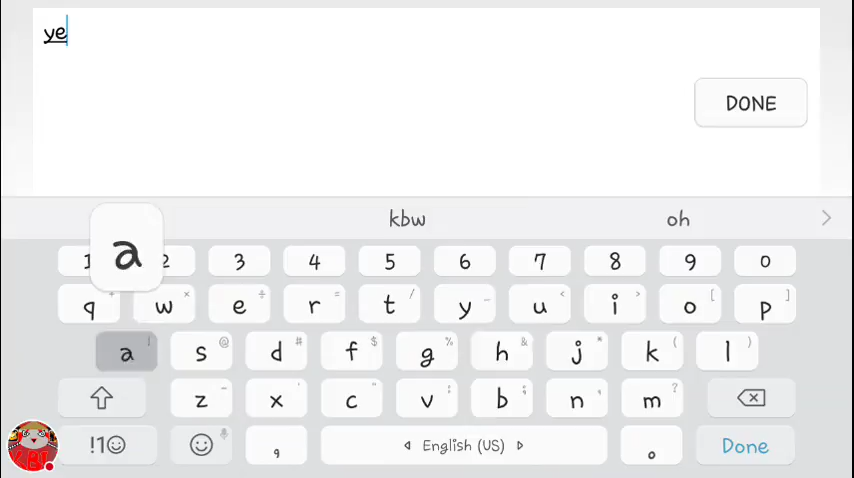 ye
DONE
kbw oh
a
1 2 3 4 5 6 7 8 9 0
q w e r t y u i o p
a s d f g h j k l
z x c v b n m
!1☺ , English (US) . Done